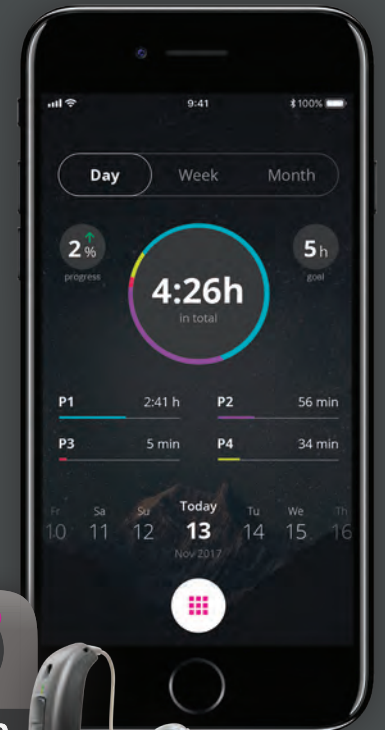 9:41 100%
Day Week Month
2 %
progress
4:26h
in total
5 h
goal
P1 2:41 h P2 56 min
P3 5 min P4 34 min
Fr Sa Su Today Tu We Th
10 11 12 13 14 15 16
Nov 2017